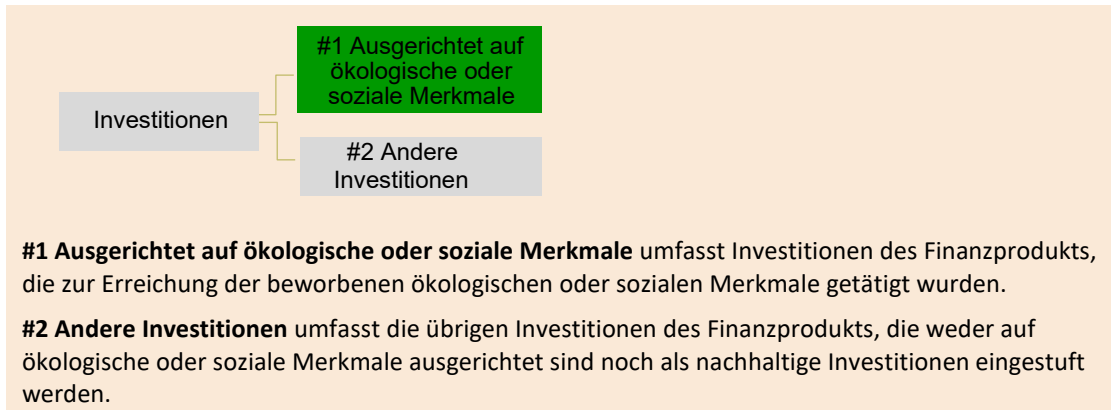 #1 Ausgerichtet auf
ökologische oder
soziale Merkmale
Investitionen
#2 Andere
Investitionen
#1 Ausgerichtet auf ökologische oder soziale Merkmale umfasst Investitionen des Finanzprodukts,
die zur Erreichung der beworbenen ökologischen oder sozialen Merkmale getätigt wurden.
#2 Andere Investitionen umfasst die übrigen Investitionen des Finanzprodukts, die weder auf
ökologische oder soziale Merkmale ausgerichtet sind noch als nachhaltige Investitionen eingestuft
werden.